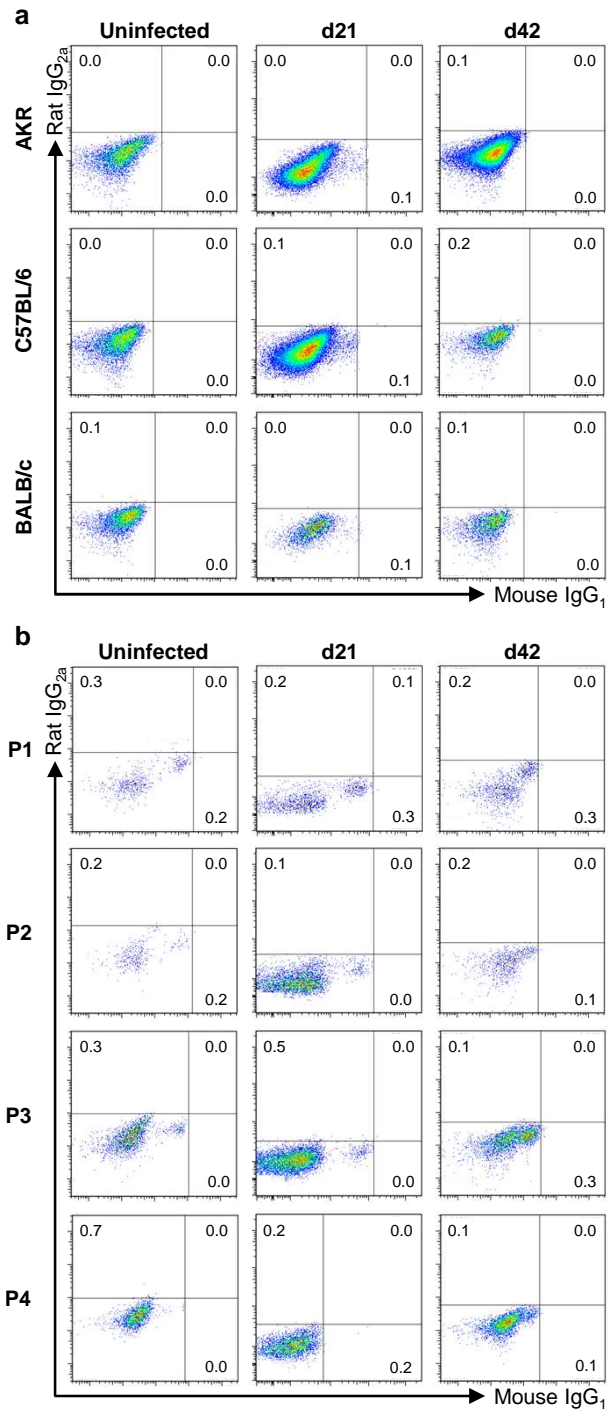 a
Uninfected d21 d42
Rat IgG2a
AKR
0.0 0.0 0.0 0.0 0.1 0.0
0.0 0.1 0.0
C57BL/6
0.0 0.0 0.1 0.0 0.2 0.0
0.0 0.1 0.0
BALB/c
0.1 0.0 0.0 0.0 0.1 0.0
0.0 0.1 0.0
Mouse IgG1
b
Uninfected d21 d42
Rat IgG2a
P1
0.3 0.0 0.2 0.1 0.2 0.0
0.2 0.3 0.3
P2
0.2 0.0 0.1 0.0 0.2 0.0
0.2 0.0 0.1
P3
0.3 0.0 0.5 0.0 0.1 0.0
0.0 0.0 0.3
P4
0.7 0.0 0.2 0.0 0.1 0.0
0.0 0.2 0.1
Mouse IgG1